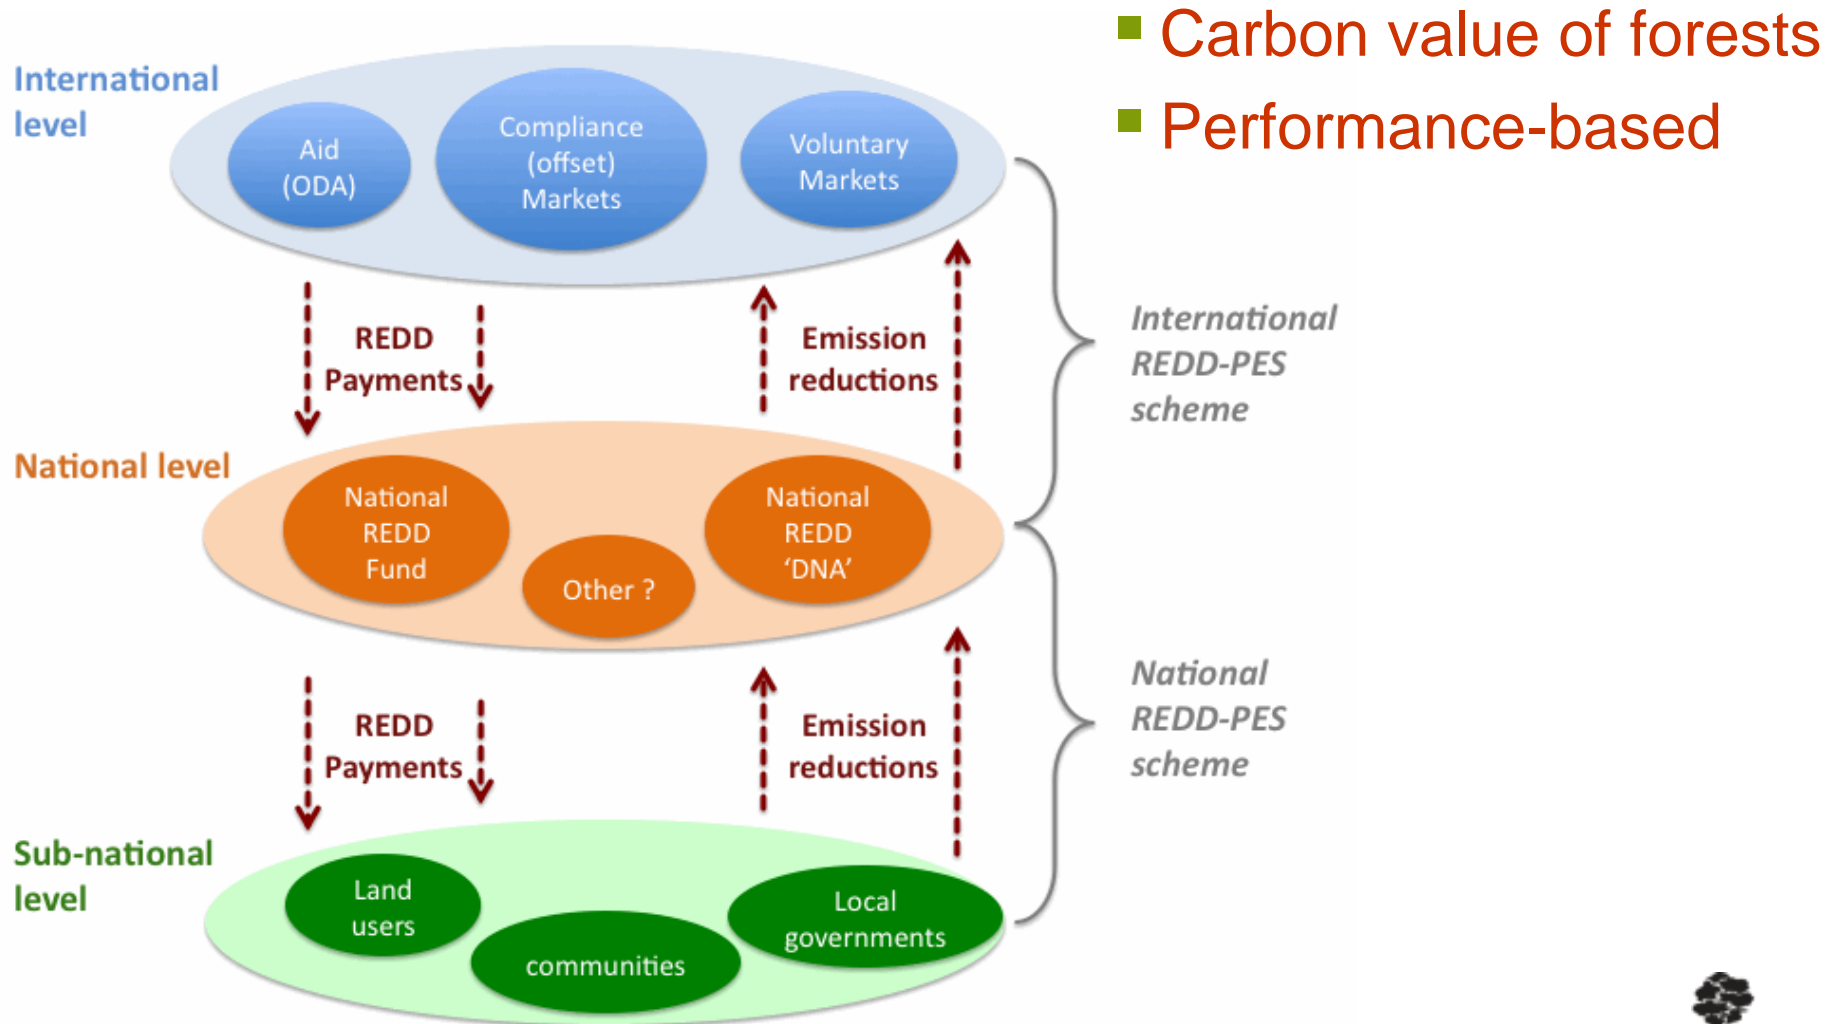 Carbon value of forests
Performance-based
International
level
Aid
(ODA)
Compliance
(offset)
Markets
Voluntary
Markets
REDD
Payments
Emission
reductions
International
REDD-PES
scheme
National level
National
REDD
Fund
Other ?
National
REDD
‘DNA’
REDD
Payments
Emission
reductions
National
REDD-PES
scheme
Sub-national
level
Land
users
communities
Local
governments